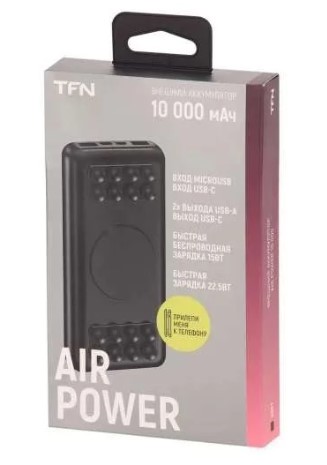 TFN
ВНЕШНИЙ АККУМУЛЯТОР
10 000 мАч
ВХОД MICROUSB
ВХОД USB-C
2x ВЫХОДА USB-A
ВЫХОД USB-C
БЫСТРАЯ
БЕСПРОВОДНАЯ
ЗАРЯДКА 15ВТ
БЫСТРАЯ
ЗАРЯДКА 22.5ВТ
ПРИЛЕПИ
МЕНЯ
К ТЕЛЕФОНУ
AIR
POWER